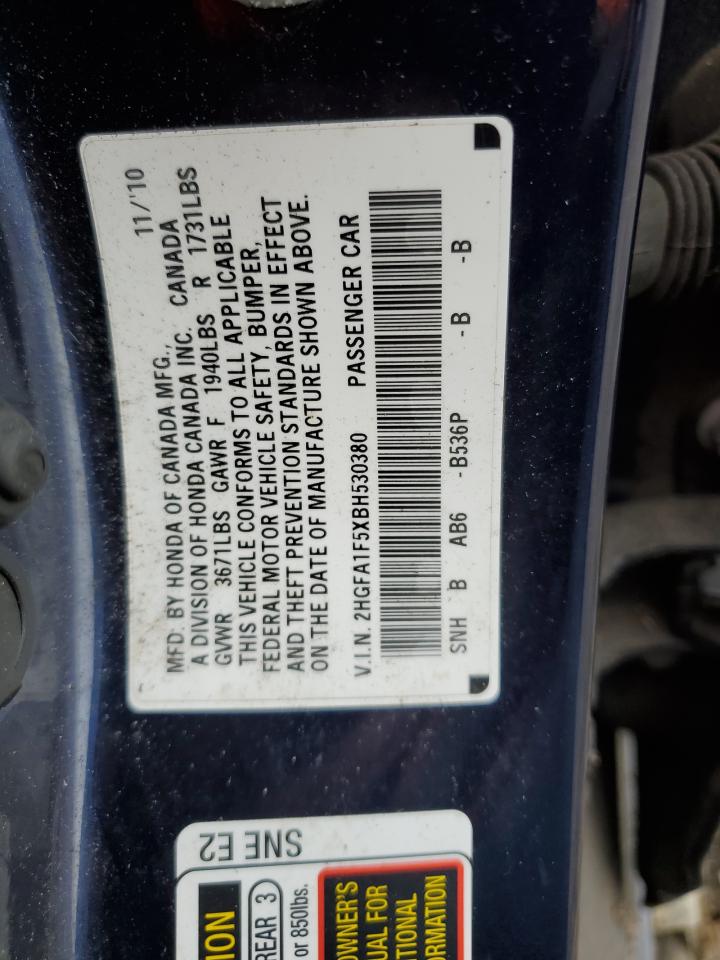 11/'10
MFD. BY HONDA OF CANADA MFG.,
A DIVISION OF HONDA CANADA INC. CANADA
GVWR 3671LBS GAWR F 1940LBS R 1731LBS
THIS VEHICLE CONFORMS TO ALL APPLICABLE
FEDERAL MOTOR VEHICLE SAFETY, BUMPER,
AND THEFT PREVENTION STANDARDS IN EFFECT
ON THE DATE OF MANUFACTURE SHOWN ABOVE.
V.I.N. 2HGFA1F5XBH530380 PASSENGER CAR
SNH B AB6 -B536P -B -B
SNE E2
REAR 3
or 850lbs.
OWNER'S
FOR